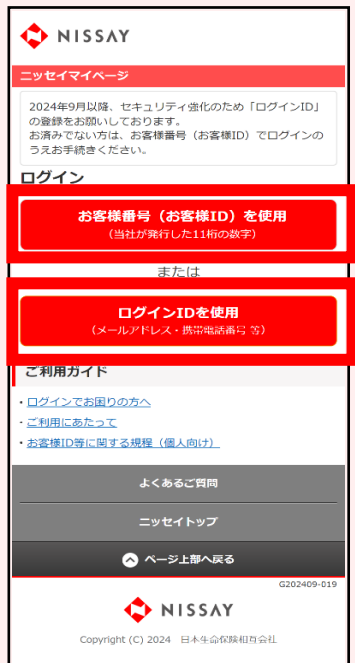 NISSAY
ニッセイマイページ
2024年9月以降、セキュリティ強化のため「ログインID」
の登録をお願いしております。
お済みでない方は、お客様番号（お客様ID）でログインの
うえお手続きください。
ログイン
お客様番号（お客様ID）を使用
（当社が発行した11桁の数字）
または
ログインIDを使用
（メールアドレス・携帯電話番号 等）
ご利用ガイド
・ログインでお困りの方へ
・ご利用にあたって
・お客様ID等に関する規程（個人向け）
よくあるご質問
ニッセイトップ
ページ上部へ戻る
G202409-019
NISSAY
Copyright (C) 2024 日本生命保険相互会社